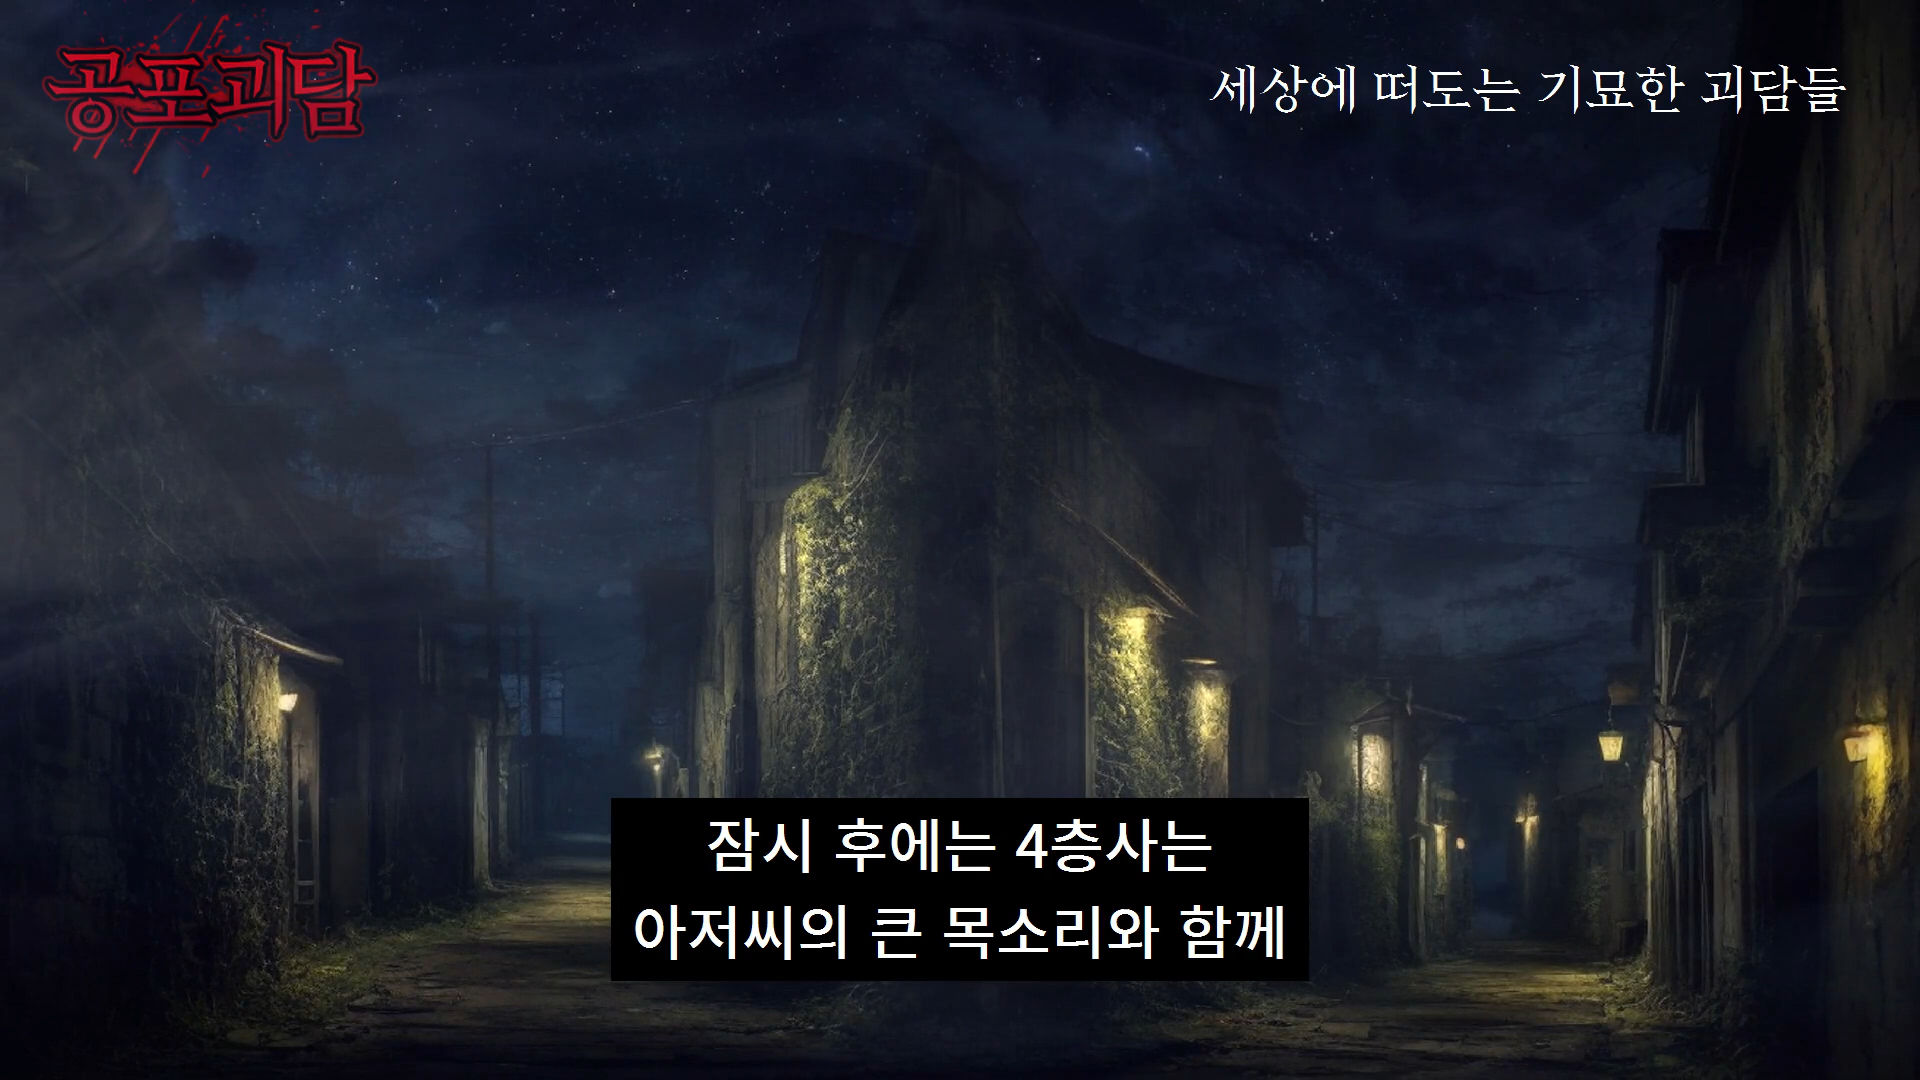 공포괴담
세상에 떠도는 기묘한 괴담들
잠시 후에는 4층사는
아저씨의 큰 목소리와 함께